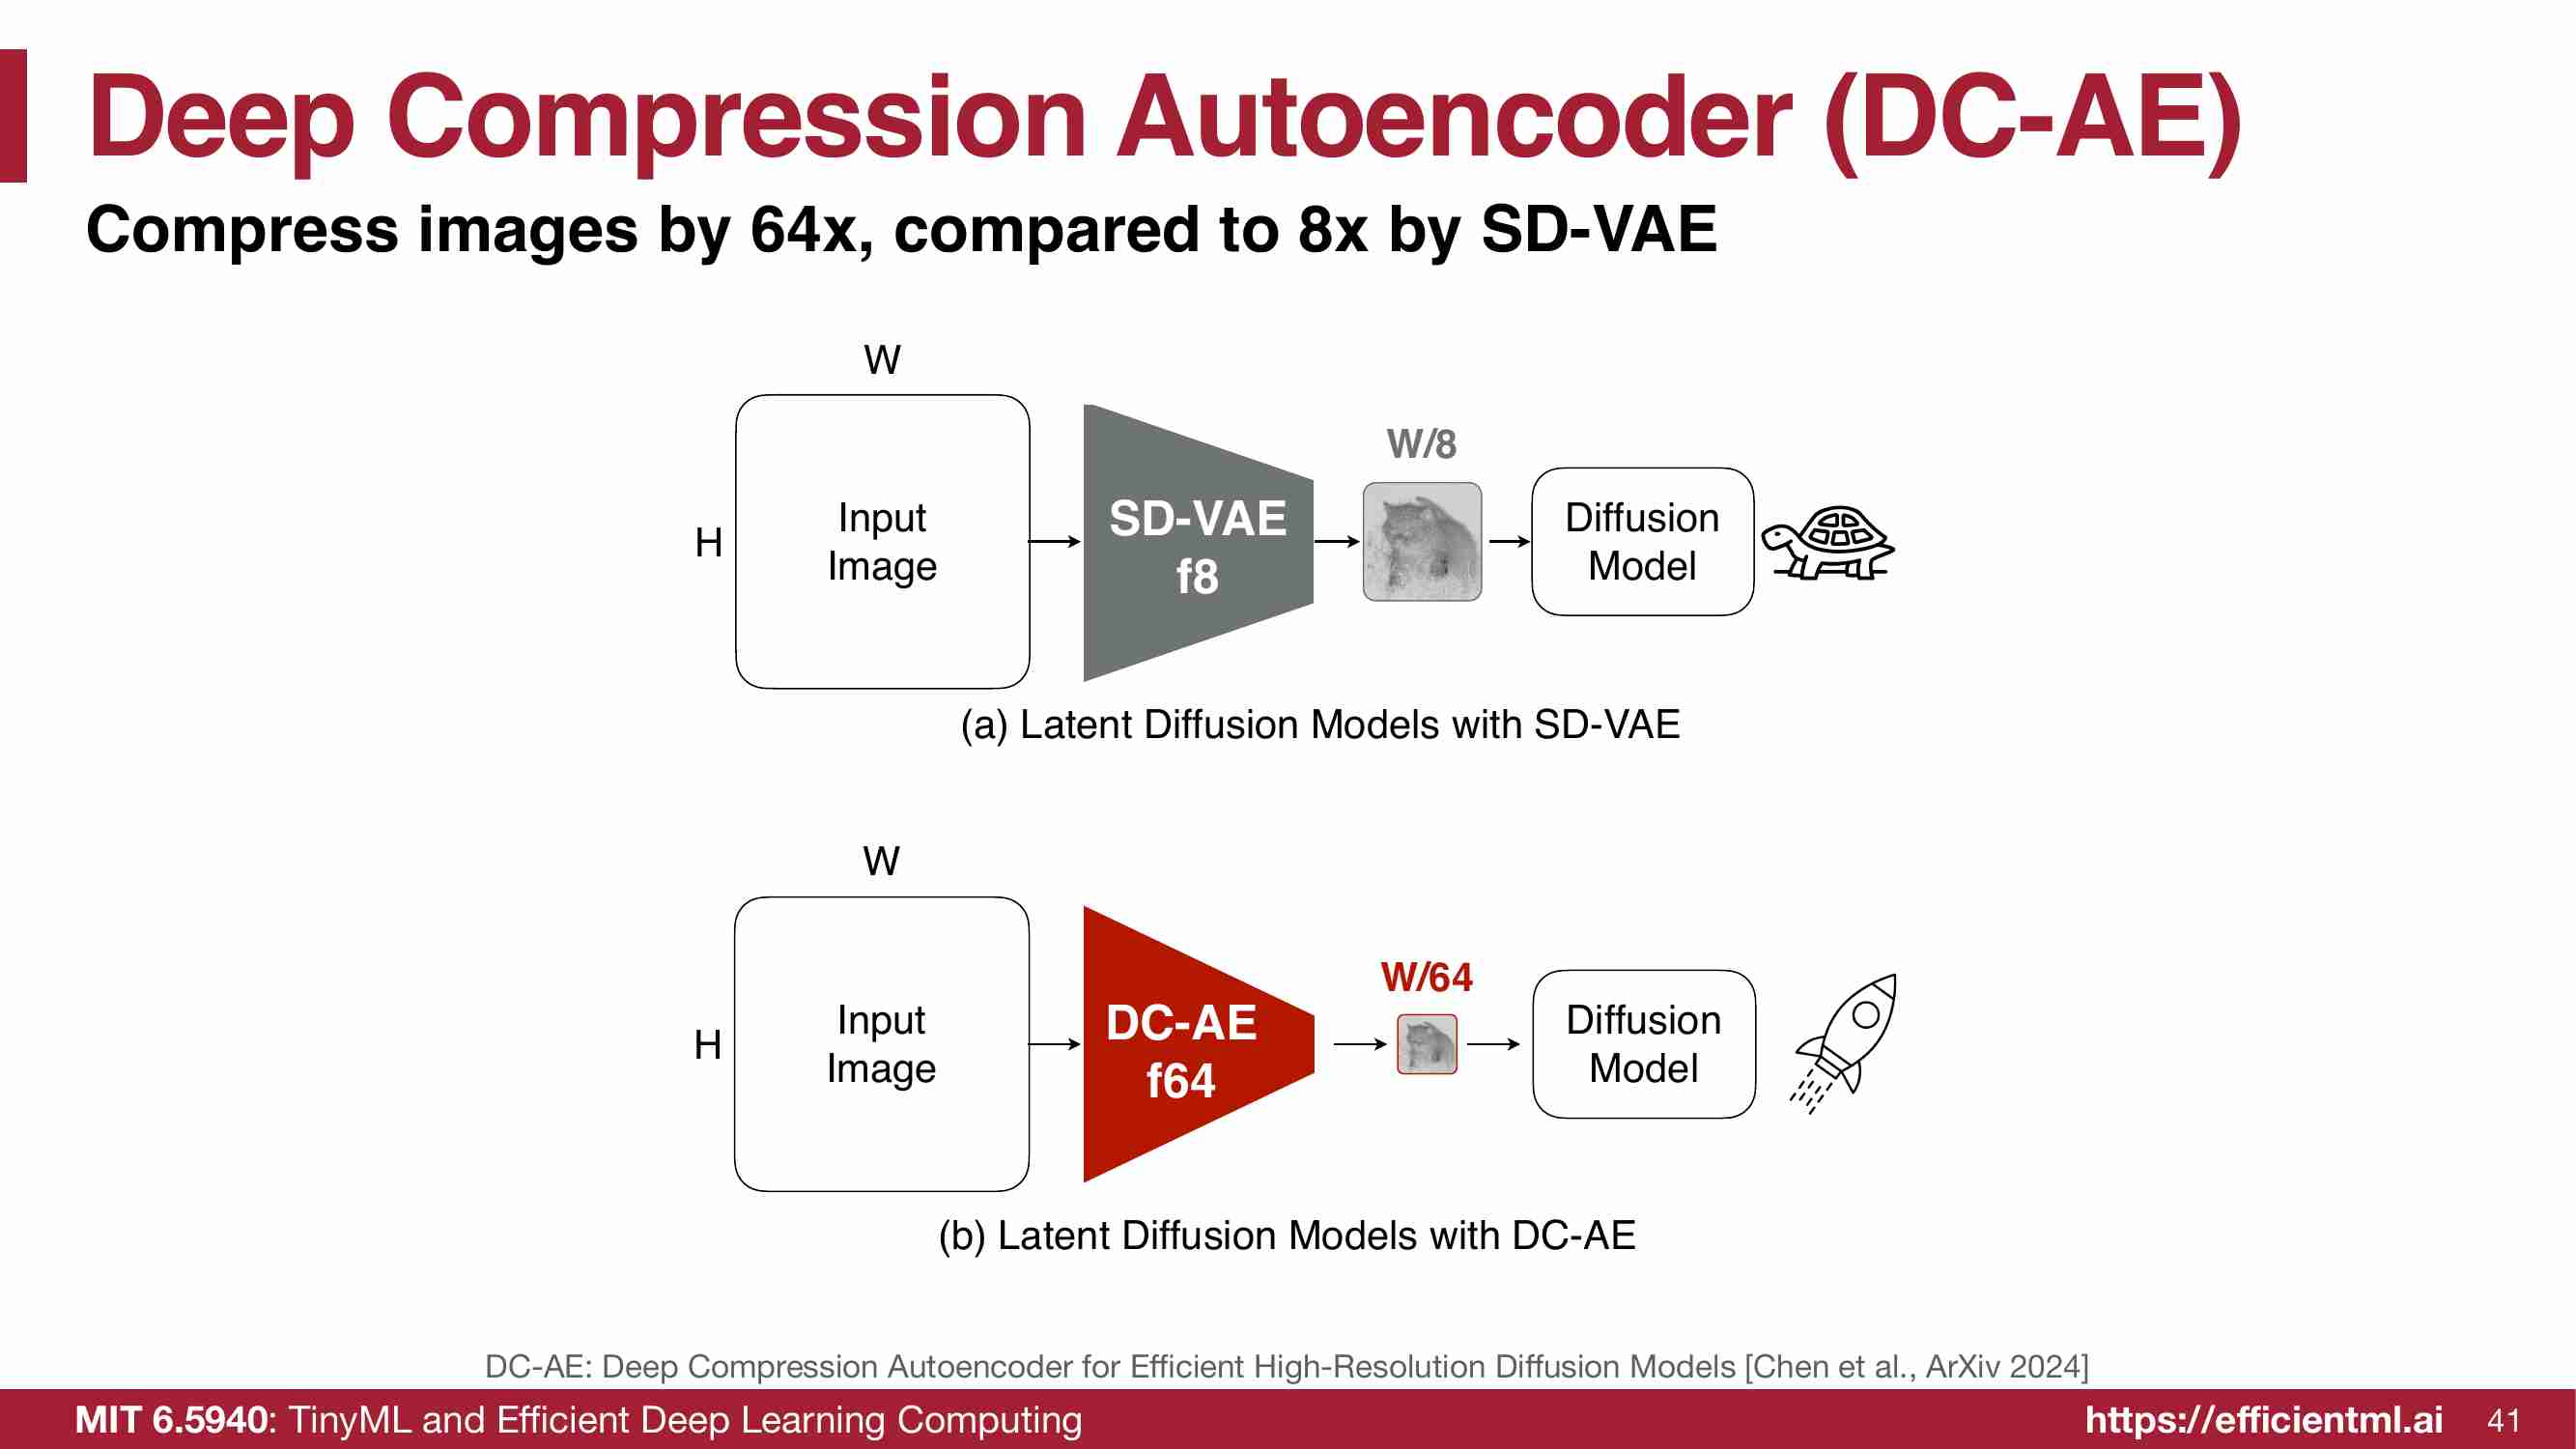 Deep Compression Autoencoder (DC-AE)
Compress images by 64x, compared to 8x by SD-VAE
W
H
Input
Image
SD-VAE
f8
W/8
Diffusion
Model
(a) Latent Diffusion Models with SD-VAE
W
H
Input
Image
DC-AE
f64
W/64
Diffusion
Model
(b) Latent Diffusion Models with DC-AE
DC-AE: Deep Compression Autoencoder for Efficient High-Resolution Diffusion Models [Chen et al., ArXiv 2024]
MIT 6.5940: TinyML and Efficient Deep Learning Computing
https://efficientml.ai
41